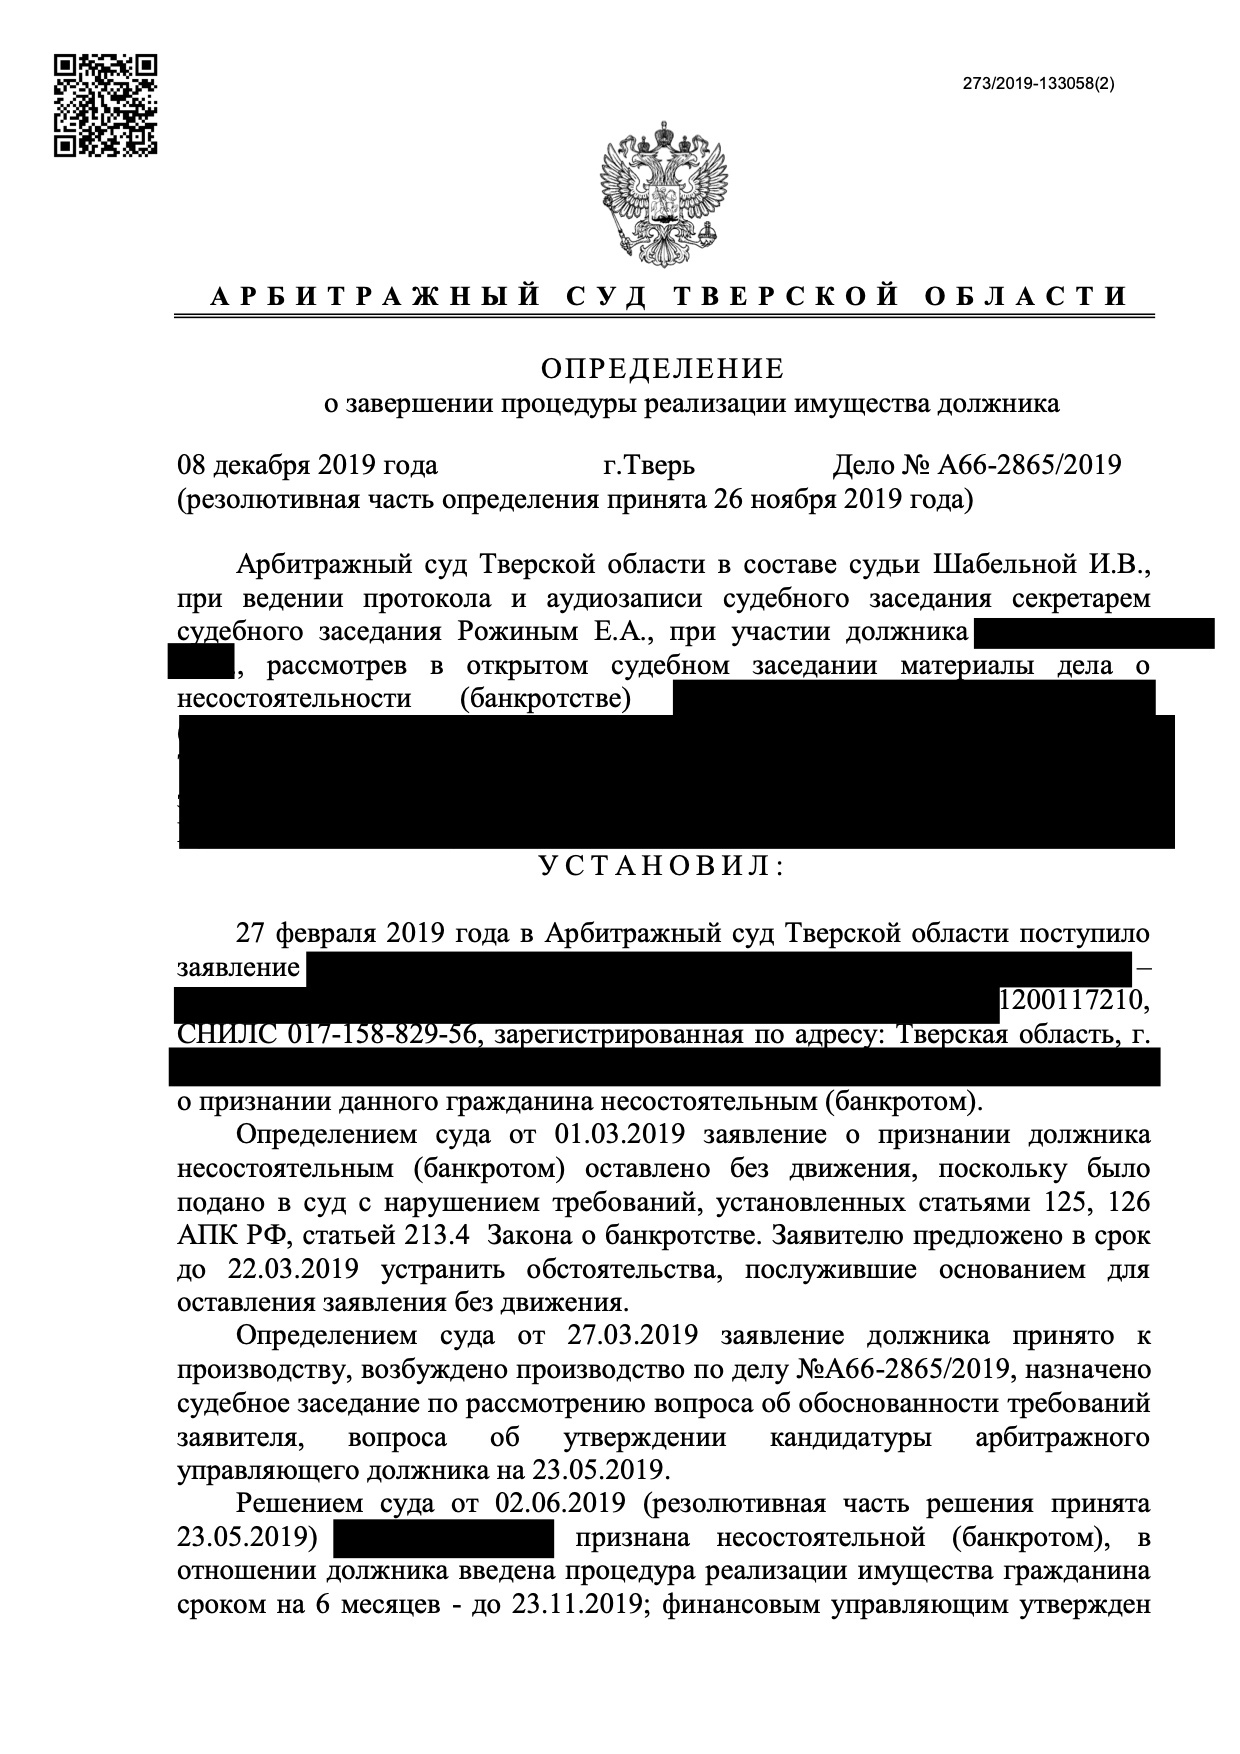 273/2019-133058(2)
АРБИТРАЖНЫЙ СУД ТВЕРСКОЙ ОБЛАСТИ
ОПРЕДЕЛЕНИЕ
о завершении процедуры реализации имущества должника
08 декабря 2019 года г.Тверь Дело № А66-2865/2019
(резолютивная часть определения принята 26 ноября 2019 года)
Арбитражный суд Тверской области в составе судьи Шабельной И.В.,
при ведении протокола и аудиозаписи судебного заседания секретарем
судебного заседания Рожиным Е.А., при участии должника
, рассмотрев в открытом судебном заседании материалы дела о
несостоятельности (банкротстве)
УСТАНОВИЛ:
27 февраля 2019 года в Арбитражный суд Тверской области поступило
заявление –
1200117210,
СНИЛС 017-158-829-56, зарегистрированная по адресу: Тверская область, г.
о признании данного гражданина несостоятельным (банкротом).
Определением суда от 01.03.2019 заявление о признании должника
несостоятельным (банкротом) оставлено без движения, поскольку было
подано в суд с нарушением требований, установленных статьями 125, 126
АПК РФ, статьей 213.4 Закона о банкротстве. Заявителю предложено в срок
до 22.03.2019 устранить обстоятельства, послужившие основанием для
оставления заявления без движения.
Определением суда от 27.03.2019 заявление должника принято к
производству, возбуждено производство по делу №А66-2865/2019, назначено
судебное заседание по рассмотрению вопроса об обоснованности требований
заявителя, вопроса об утверждении кандидатуры арбитражного
управляющего должника на 23.05.2019.
Решением суда от 02.06.2019 (резолютивная часть решения принята
23.05.2019) признана несостоятельной (банкротом), в
отношении должника введена процедура реализации имущества гражданина
сроком на 6 месяцев - до 23.11.2019; финансовым управляющим утвержден